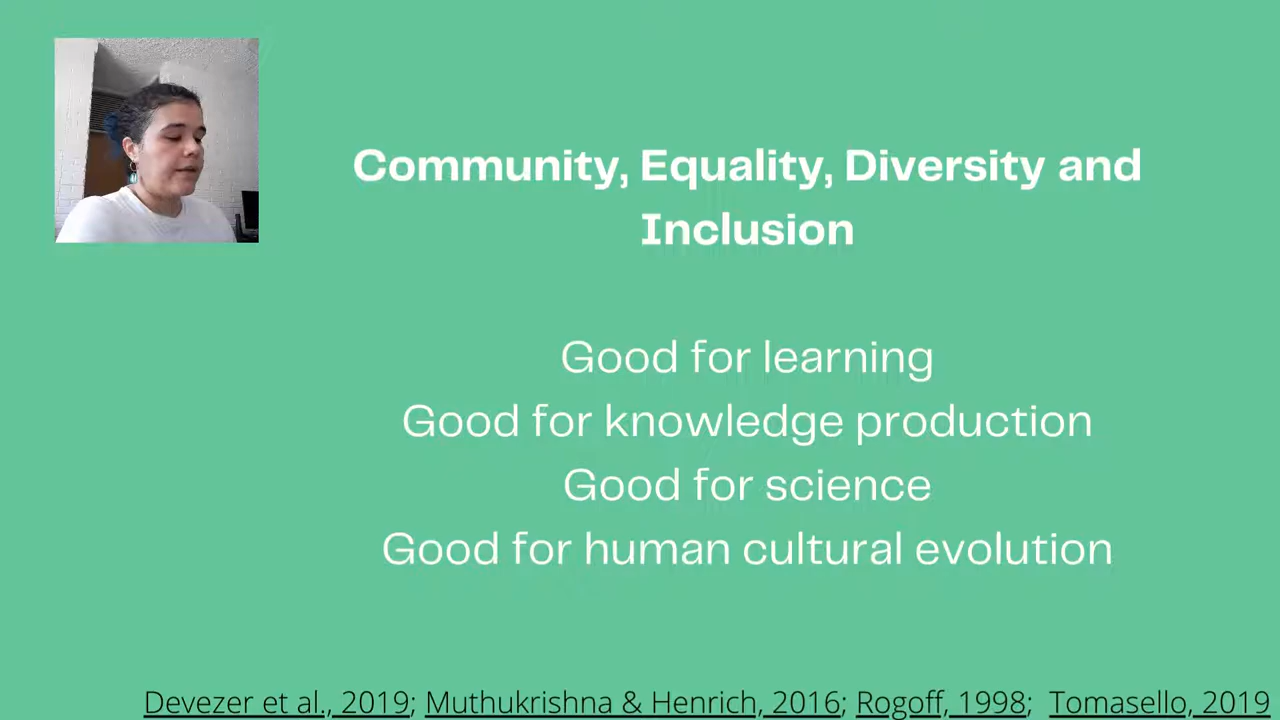 Community, Equality, Diversity and
Inclusion
Good for learning
Good for knowledge production
Good for science
Good for human cultural evolution
Devezer et al., 2019; Muthukrishna & Henrich, 2016; Rogoff, 1998; Tomasello, 2019